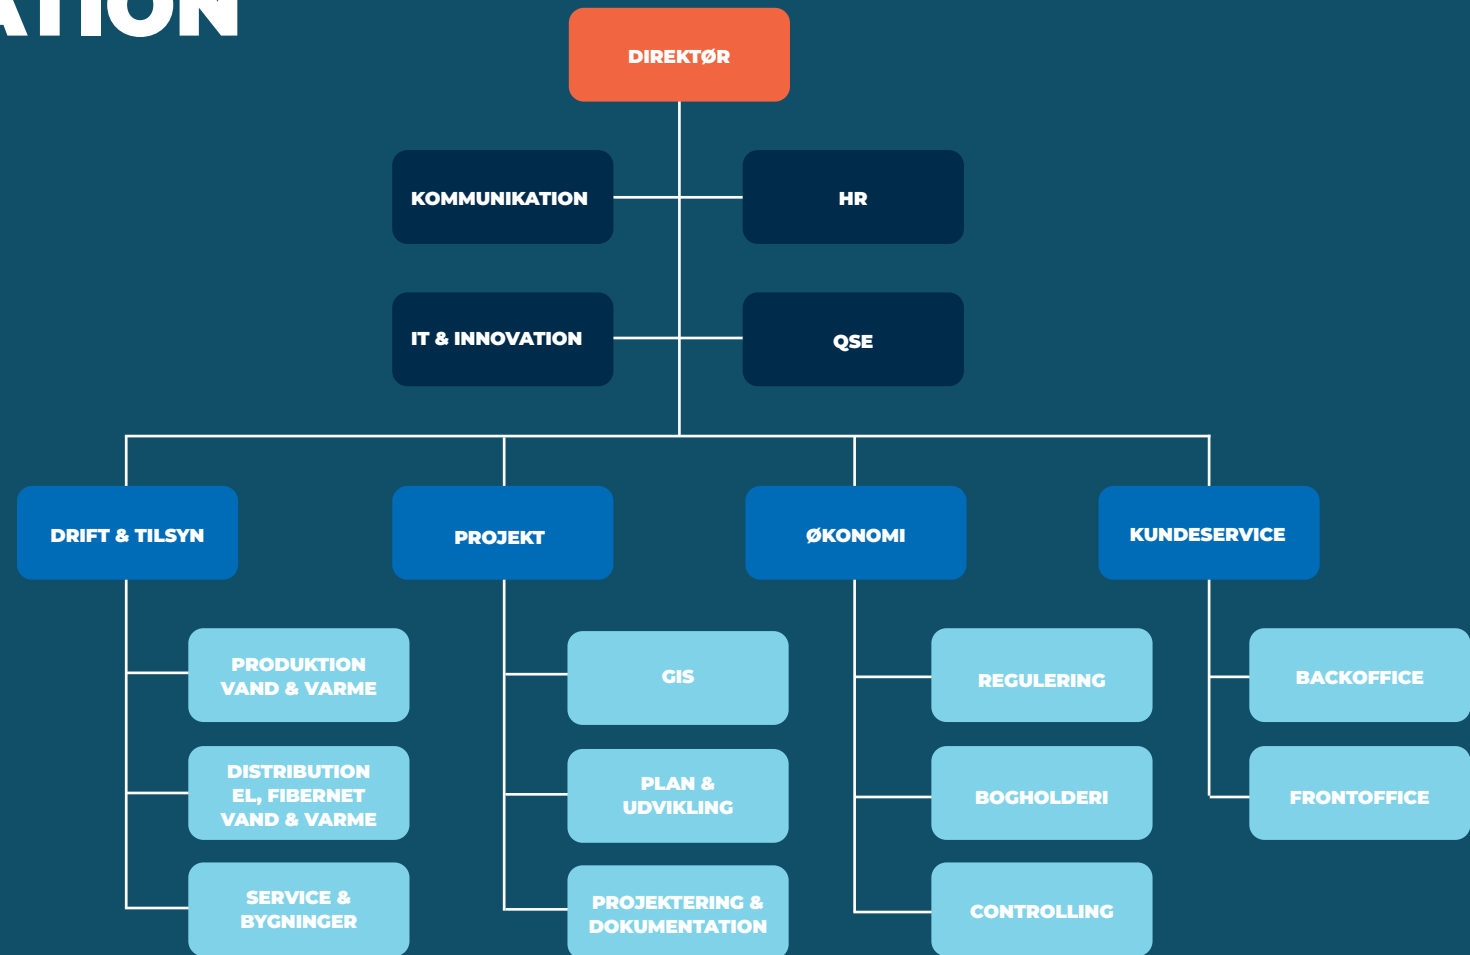 ATION
DIREKTØR
KOMMUNIKATION
HR
IT & INNOVATION
QSE
DRIFT & TILSYN
PROJEKT
ØKONOMI
KUNDESERVICE
PRODUKTION
VAND & VARME
DISTRIBUTION
EL, FIBERNET
VAND & VARME
SERVICE &
BYGNINGER
GIS
PLAN &
UDVIKLING
PROJEKTERING &
DOKUMENTATION
REGULERING
BOGHOLDERI
CONTROLLING
BACKOFFICE
FRONTOFFICE